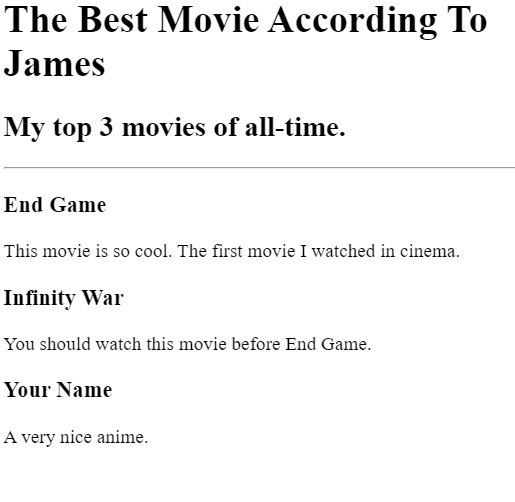 The Best Movie According To
James
My top 3 movies of all-time.
End Game
This movie is so cool. The first movie I watched in cinema.
Infinity War
You should watch this movie before End Game.
Your Name
A very nice anime.